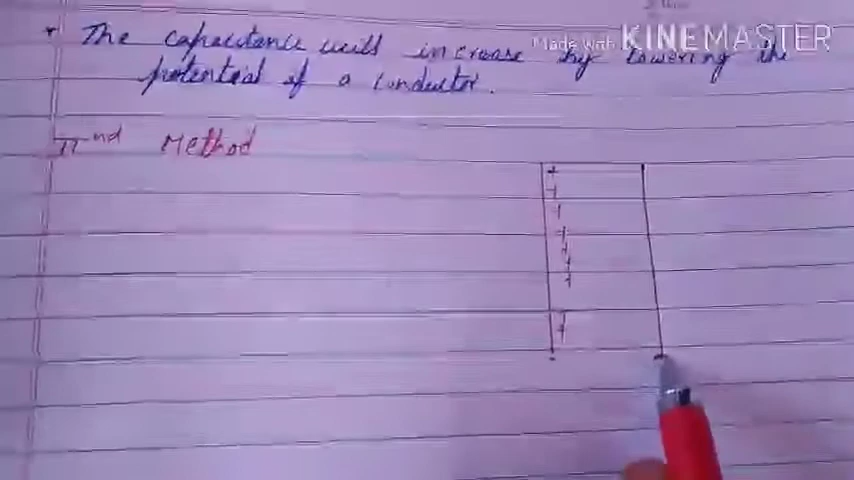 * The capacitance will increase by lowering the
potential of a conductor.
Made with KINEMASTER
IInd Method
+
+
+
+
+
+
+
+
+